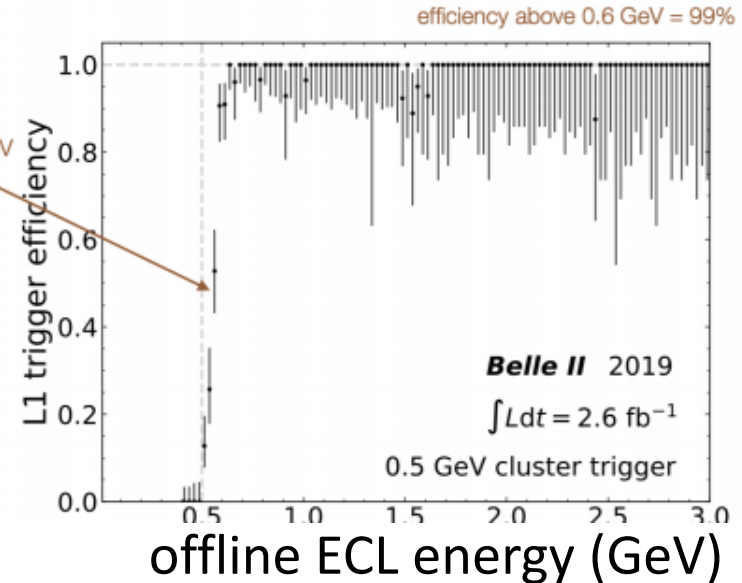 efficiency above 0.6 GeV = 99%
V
L1 trigger efficiency
1.0
0.8
0.6
0.4
0.2
0.0
Belle II 2019
∫Ldt = 2.6 fb⁻¹
0.5 GeV cluster trigger
0.5 1.0 1.5 2.0 2.5 3.0
offline ECL energy (GeV)